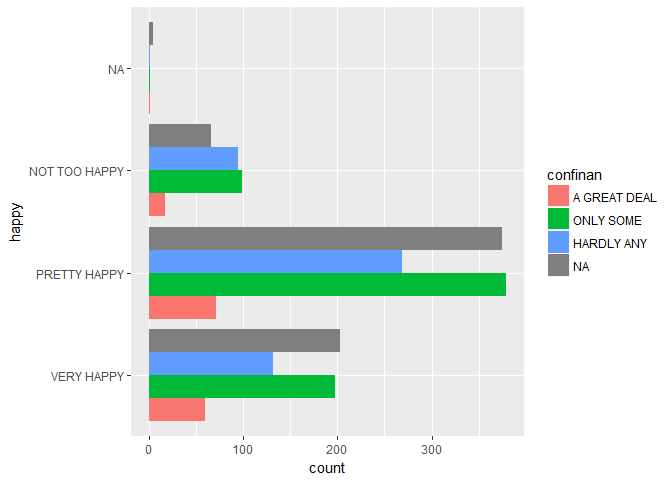 NA
NOT TOO HAPPY
PRETTY HAPPY
VERY HAPPY
happy
0 100 200 300
count
confinan
A GREAT DEAL
ONLY SOME
HARDLY ANY
NA